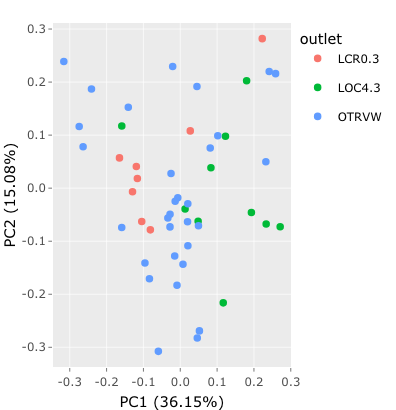 outlet
LCR0.3
LOC4.3
OTRVW
PC2 (15.08%)
0.3
0.2
0.1
0.0
-0.1
-0.2
-0.3
-0.3 -0.2 -0.1 0.0 0.1 0.2 0.3
PC1 (36.15%)